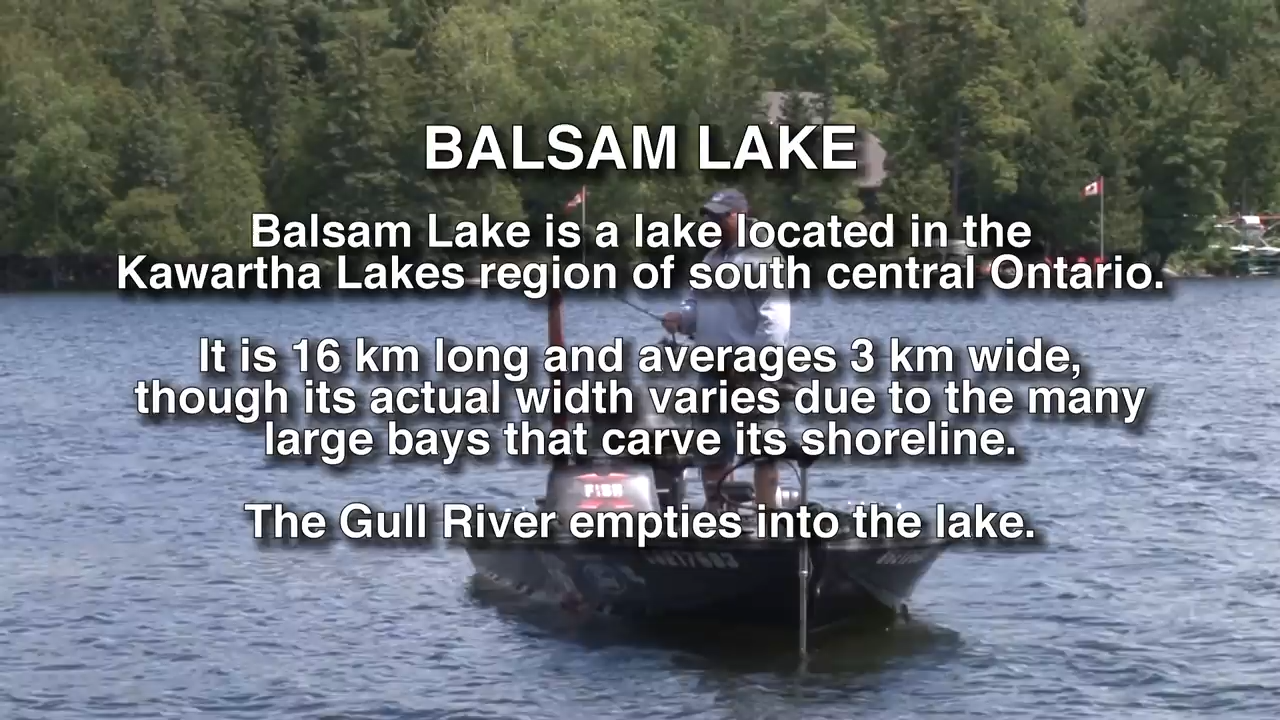 BALSAM LAKE
Balsam Lake is a lake located in the
Kawartha Lakes region of south central Ontario.
It is 16 km long and averages 3 km wide,
though its actual width varies due to the many
large bays that carve its shoreline.
The Gull River empties into the lake.
FISH